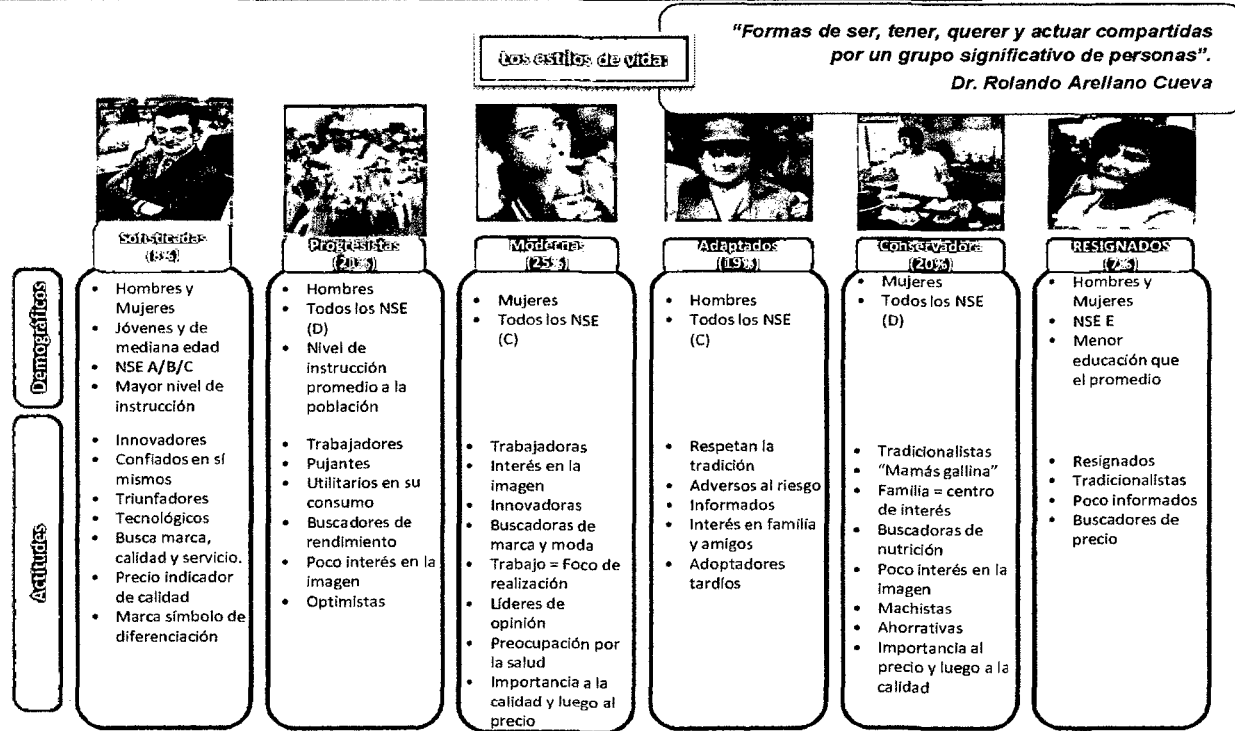 "Formas de ser, tener, querer y actuar compartidas
por un grupo significativo de personas".
Dr. Rolando Arellano Cueva
Los estilos de vida:
Sofisticadas
(8%)
Demográficos
• Hombres y
Mujeres
• Jóvenes y de
mediana edad
• NSE A/B/C
• Mayor nivel de
instrucción
Actitudes
• Innovadores
• Confiados en sí
mismos
• Triunfadores
• Tecnológicos
• Busca marca,
calidad y servicio.
• Precio indicador
de calidad
• Marca símbolo de
diferenciación
Progresistas
(21%)
• Hombres
• Todos los NSE
(D)
• Nivel de
instrucción
promedio a la
población
• Trabajadores
• Pujantes
• Utilitarios en su
consumo
• Buscadores de
rendimiento
• Poco interés en la
imagen
• Optimistas
Modernas
(25%)
• Mujeres
• Todos los NSE
(C)
• Trabajadoras
• Interés en la
imagen
• Innovadoras
• Buscadoras de
marca y moda
• Trabajo = Foco de
realización
• Líderes de
opinión
• Preocupación por
la salud
• Importancia a la
calidad y luego al
precio
Adaptados
(19%)
• Hombres
• Todos los NSE
(C)
• Respetan la
tradición
• Adversos al riesgo
• Informados
• Interés en familia
y amigos
• Adoptadores
tardíos
Conservadora
(20%)
• Mujeres
• Todos los NSE
(D)
• Tradicionalistas
• "Mamás gallina"
• Familia = centro
de interés
• Buscadoras de
nutrición
• Poco interés en la
imagen
• Machistas
• Ahorrativas
• Importancia al
precio y luego a la
calidad
RESIGNADOS
(7%)
• Hombres y
Mujeres
• NSE E
• Menor
educación que
el promedio
• Resignados
• Tradicionalistas
• Poco informados
• Buscadores de
precio